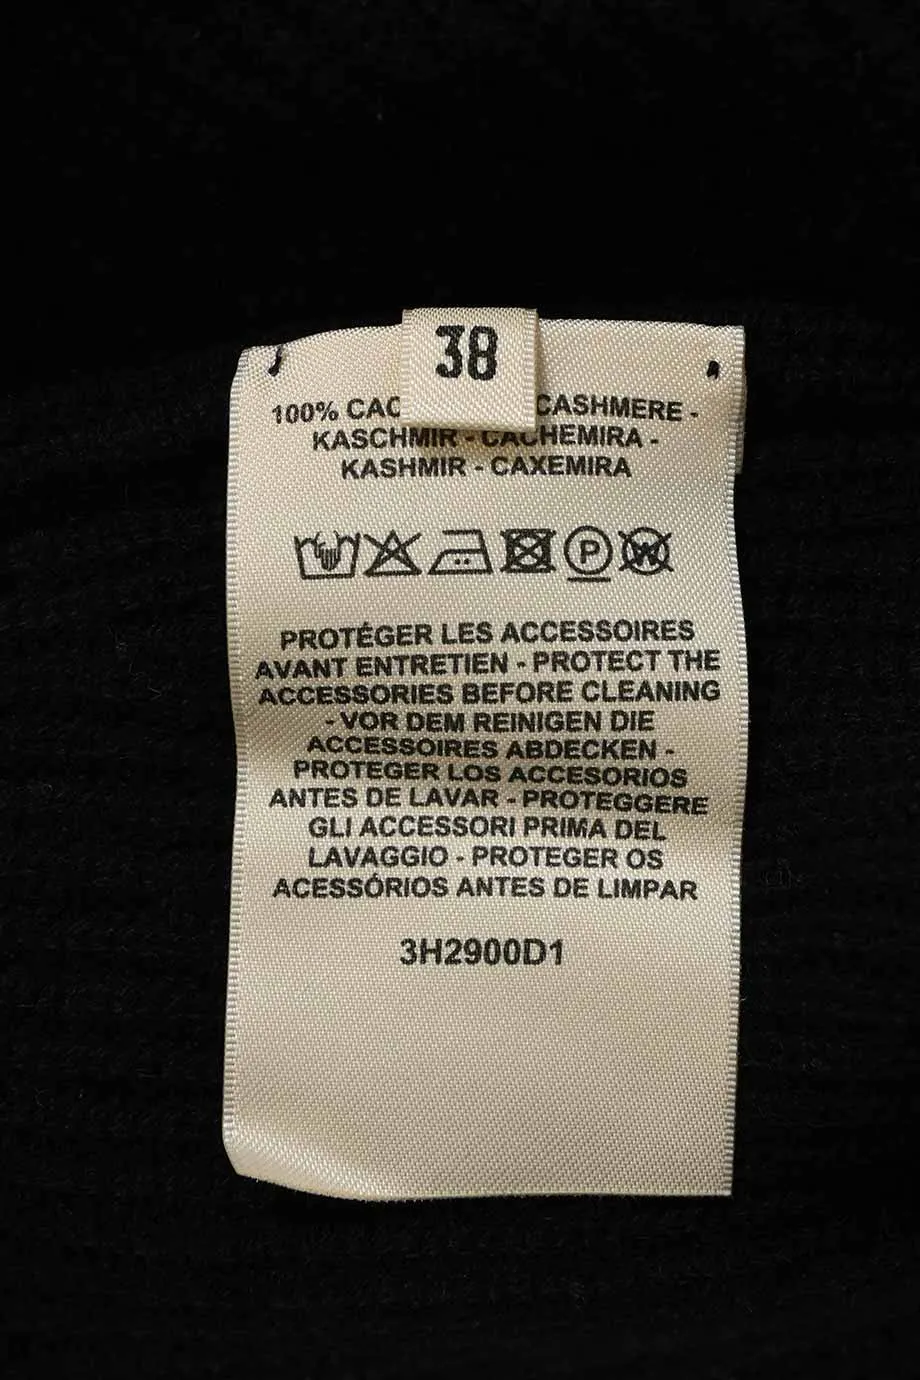 38
100% CASHMERE -
KASCHMIR - CACHEMIRA -
KASHMIR - CAXEMIRA
P W
PROTÉGER LES ACCESSOIRES
AVANT ENTRETIEN - PROTECT THE
ACCESSORIES BEFORE CLEANING
- VOR DEM REINIGEN DIE
ACCESSOIRES ABDECKEN -
PROTEGER LOS ACCESORIOS
ANTES DE LAVAR - PROTEGGERE
GLI ACCESSORI PRIMA DEL
LAVAGGIO - PROTEGER OS
ACESSÓRIOS ANTES DE LIMPAR
3H2900D1